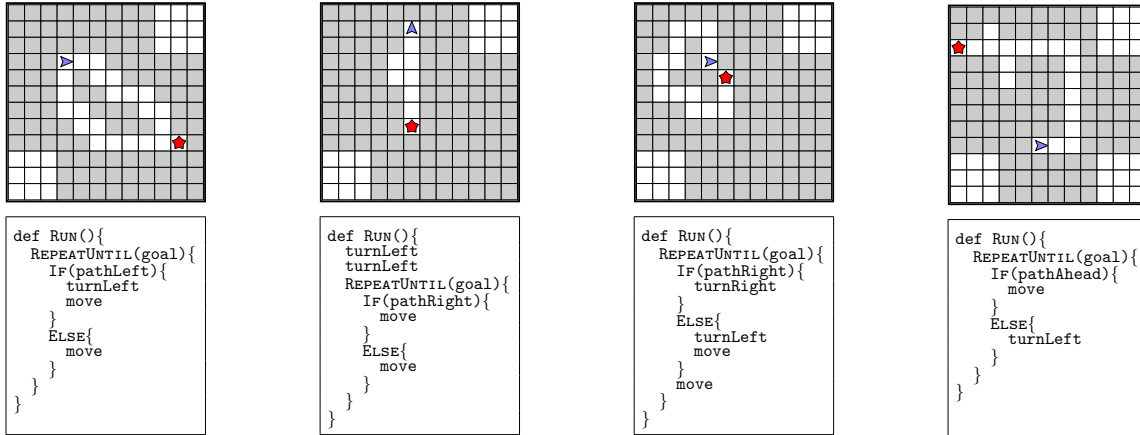 def RUN(){
REPEATUNTIL(goal){
IF(pathLeft){
turnLeft
move
}
ELSE{
move
}
}
}
def RUN(){
turnLeft
turnLeft
REPEATUNTIL(goal){
IF(pathRight){
move
}
ELSE{
move
}
}
}
def RUN(){
REPEATUNTIL(goal){
IF(pathRight){
turnRight
}
ELSE{
turnLeft
move
}
move
}
}
def RUN(){
REPEATUNTIL(goal){
IF(pathAhead){
move
}
ELSE{
turnLeft
}
}
}